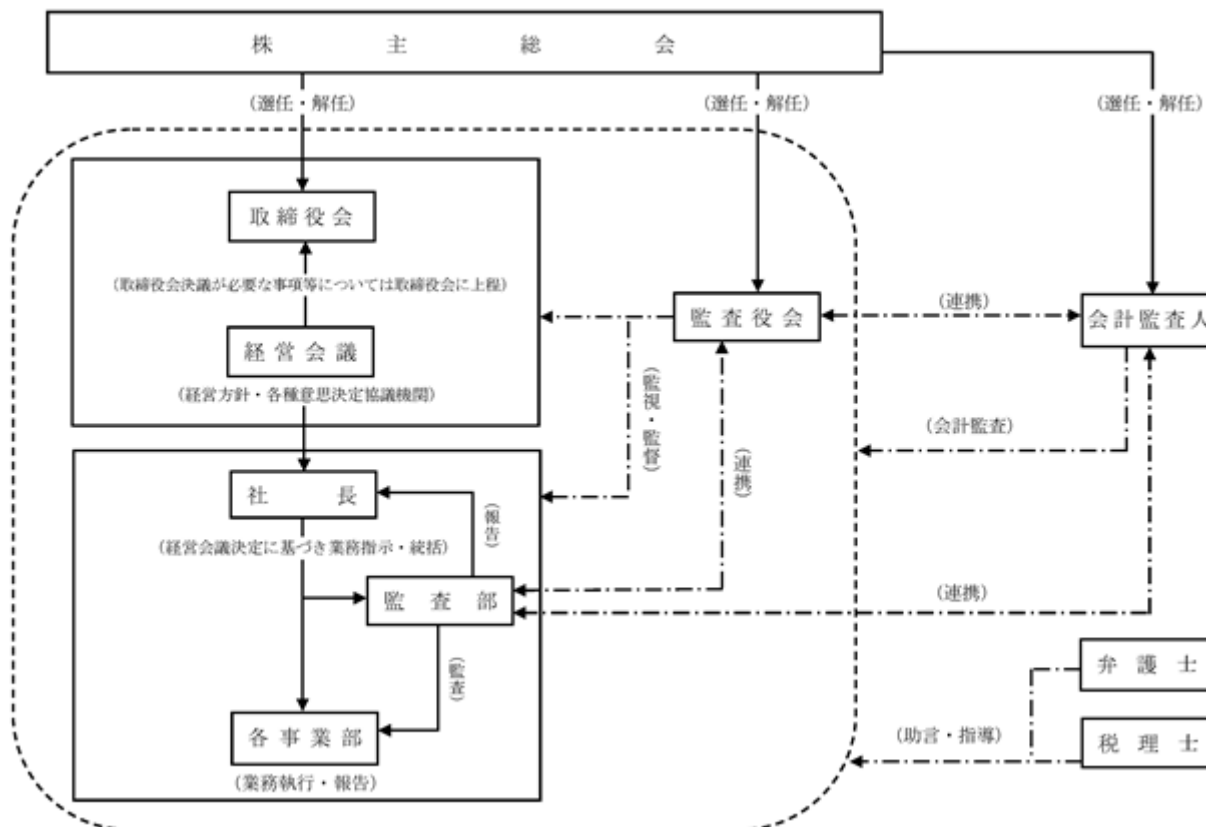 株主総会
(選任・解任)
(選任・解任)
(選任・解任)
取締役会
(取締役会決議が必要な事項等については取締役会に上程)
経営会議
(経営方針・各種意思決定協議機関)
監査役会
(連携)
会計監査人
(監視・監督)
(連携)
(会計監査)
社長
(報告)
(経営会議決定に基づき業務指示・統括)
監査部
(連携)
(監査)
各事業部
(業務執行・報告)
弁護士
(助言・指導)
税理士